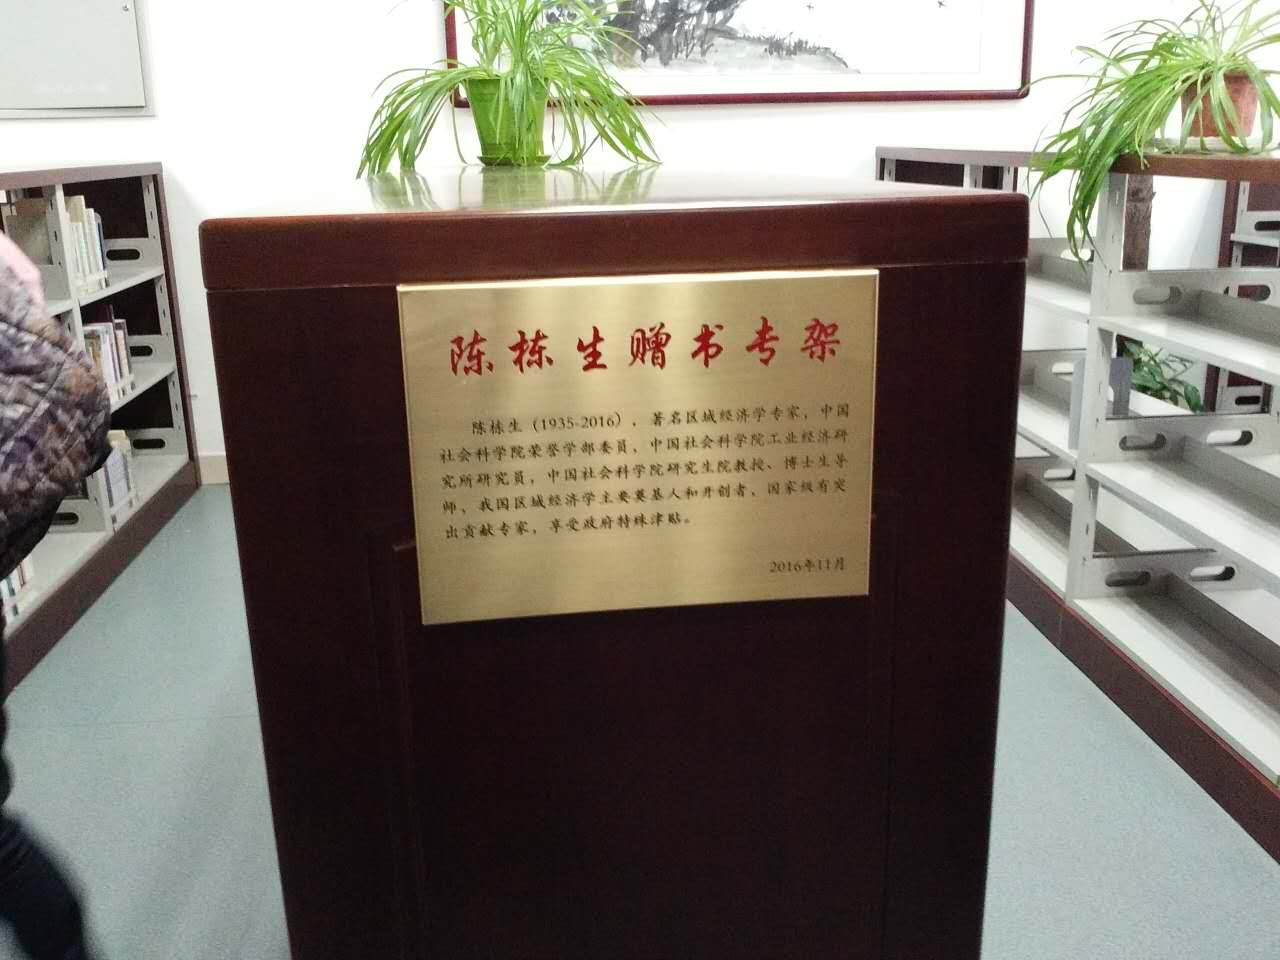 陈栋生赠书专架
陈栋生（1935-2016），著名区域经济学专家，中国
社会科学院荣誉学部委员，中国社会科学院工业经济研
究所研究员，中国社会科学院研究生院教授、博士生导
师，我国区域经济学主要奠基人和开创者，国家级有突
出贡献专家，享受政府特殊津贴。
2016年11月